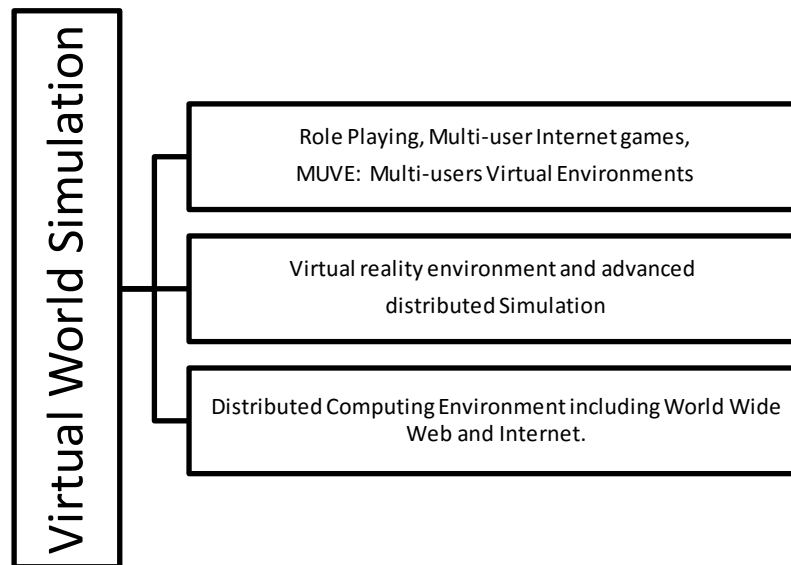 Virtual World Simulation
Role Playing, Multi-user Internet games,
MUVE: Multi-users Virtual Environments
Virtual reality environment and advanced
distributed Simulation
Distributed Computing Environment including World Wide
Web and Internet.